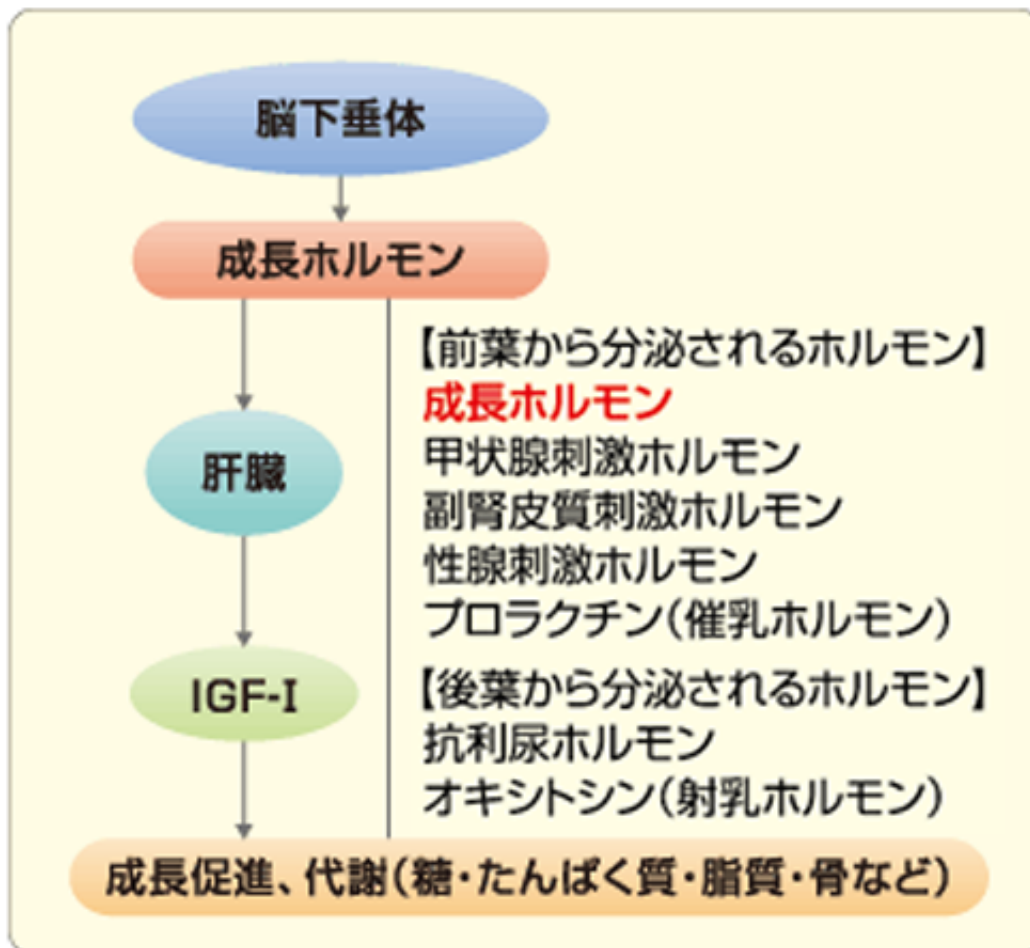 脳下垂体
成長ホルモン
肝臓
IGF-I
【前葉から分泌されるホルモン】
成長ホルモン
甲状腺刺激ホルモン
副腎皮質刺激ホルモン
性腺刺激ホルモン
プロラクチン(催乳ホルモン)
【後葉から分泌されるホルモン】
抗利尿ホルモン
オキシトシン(射乳ホルモン)
成長促進、代謝(糖・たんぱく質・脂質・骨など)